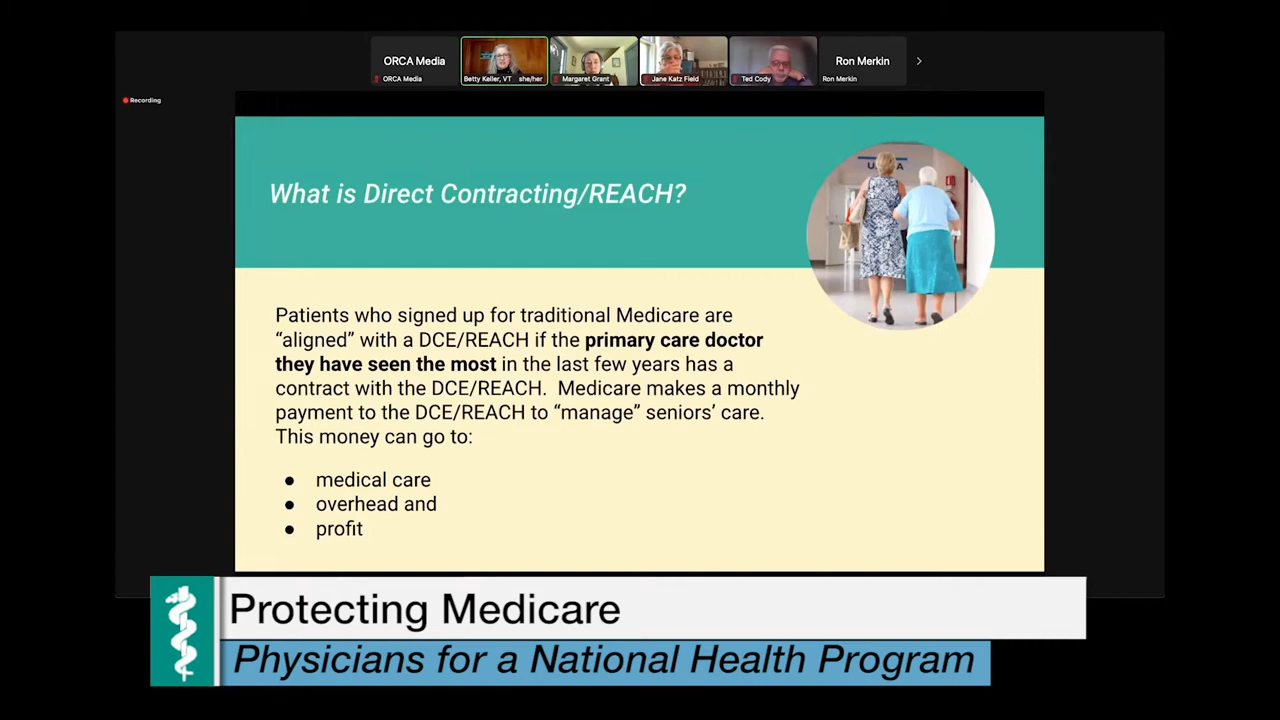 ORCA Media
Ron Merkin
ORCA Media
Betty Keller, VT she/her
Margaret Grant
Jane Katz Field
Ted Cody
Ron Merkin
Recording
What is Direct Contracting/REACH?
Patients who signed up for traditional Medicare are
“aligned” with a DCE/REACH if the primary care doctor
they have seen the most in the last few years has a
contract with the DCE/REACH. Medicare makes a monthly
payment to the DCE/REACH to “manage” seniors’ care.
This money can go to:
● medical care
● overhead and
● profit
Protecting Medicare
Physicians for a National Health Program